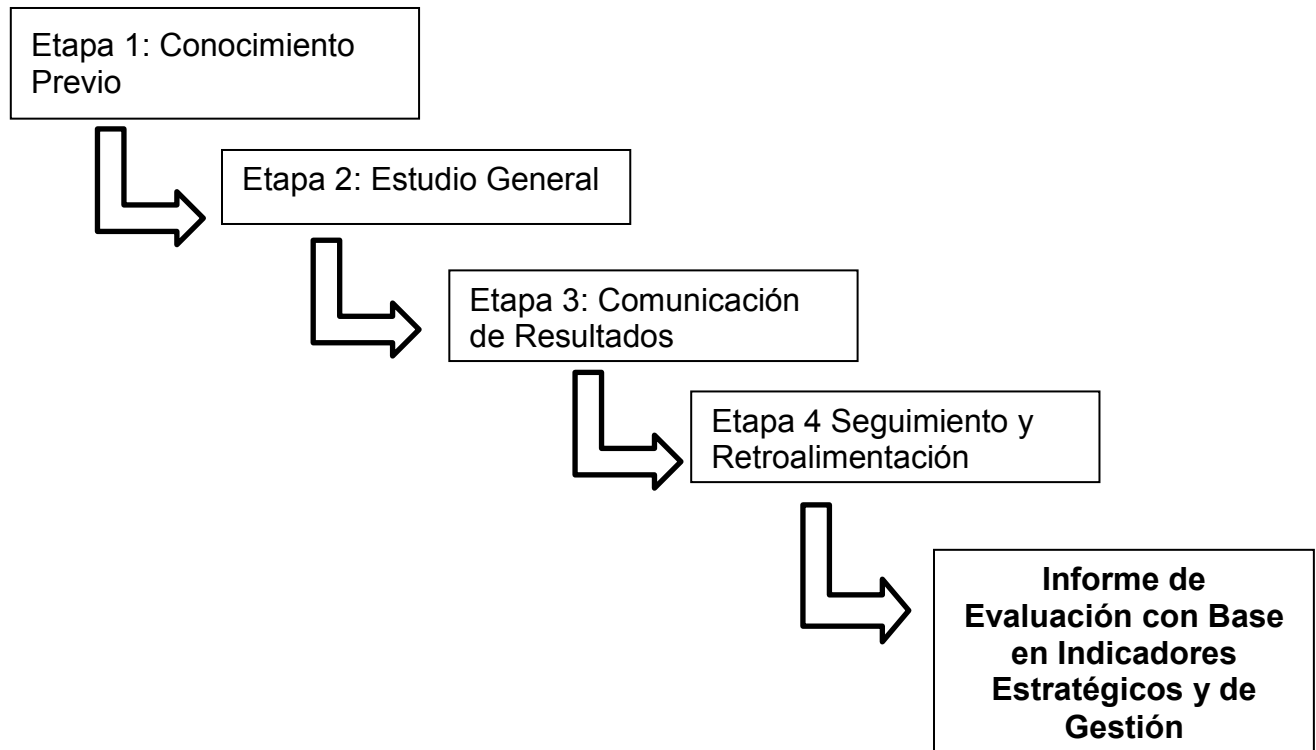 Etapa 1: Conocimiento
Previo
Etapa 2: Estudio General
Etapa 3: Comunicación
de Resultados
Etapa 4 Seguimiento y
Retroalimentación
Informe de
Evaluación con Base
en Indicadores
Estratégicos y de
Gestión